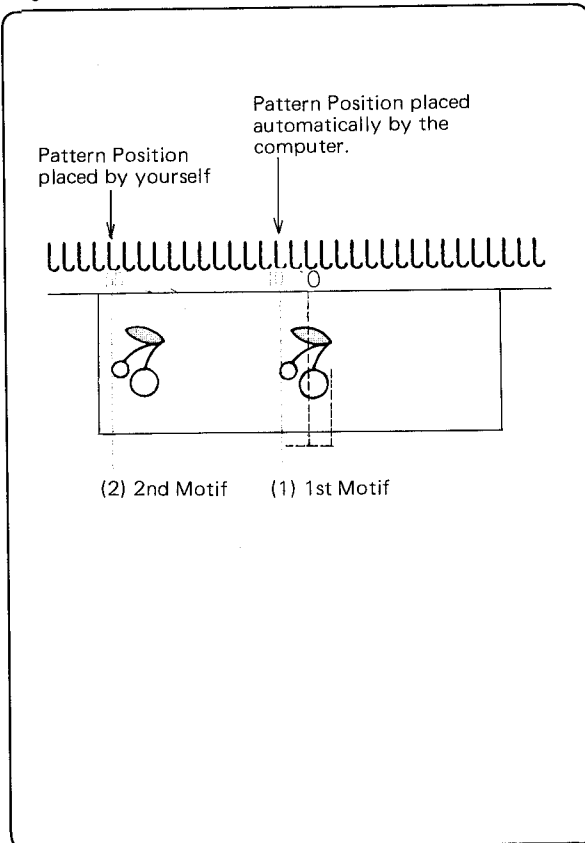 Pattern Position placed
automatically by the
computer.
Pattern Position
placed by yourself
0
(2) 2nd Motif
(1) 1st Motif